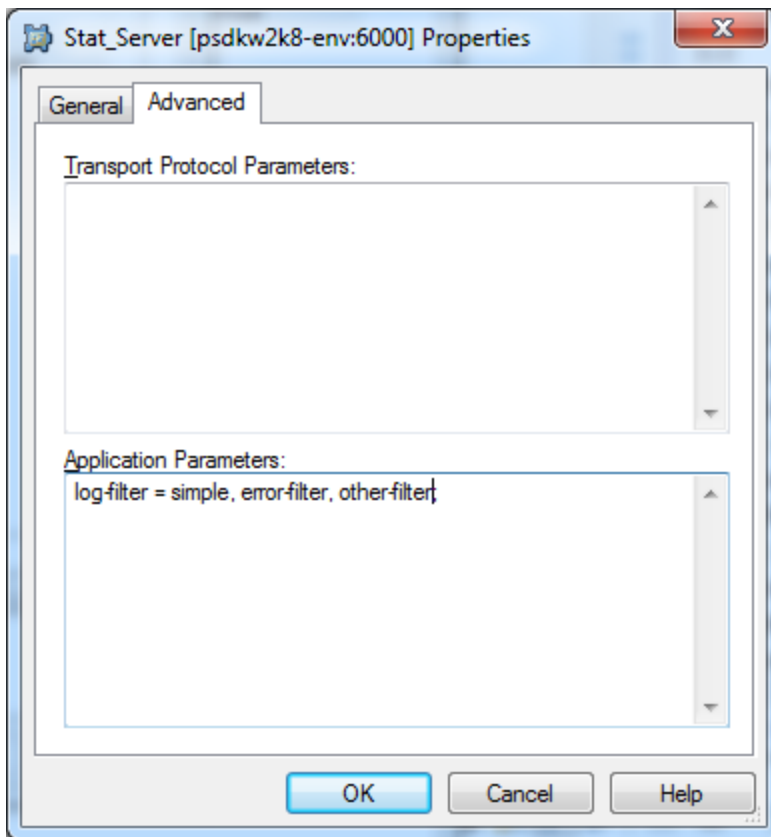 Stat_Server [psdkw2k8-env:6000] Properties
General
Advanced
Transport Protocol Parameters:
Application Parameters:
log-filter = simple, error-filter, other-filter;
OK
Cancel
Help